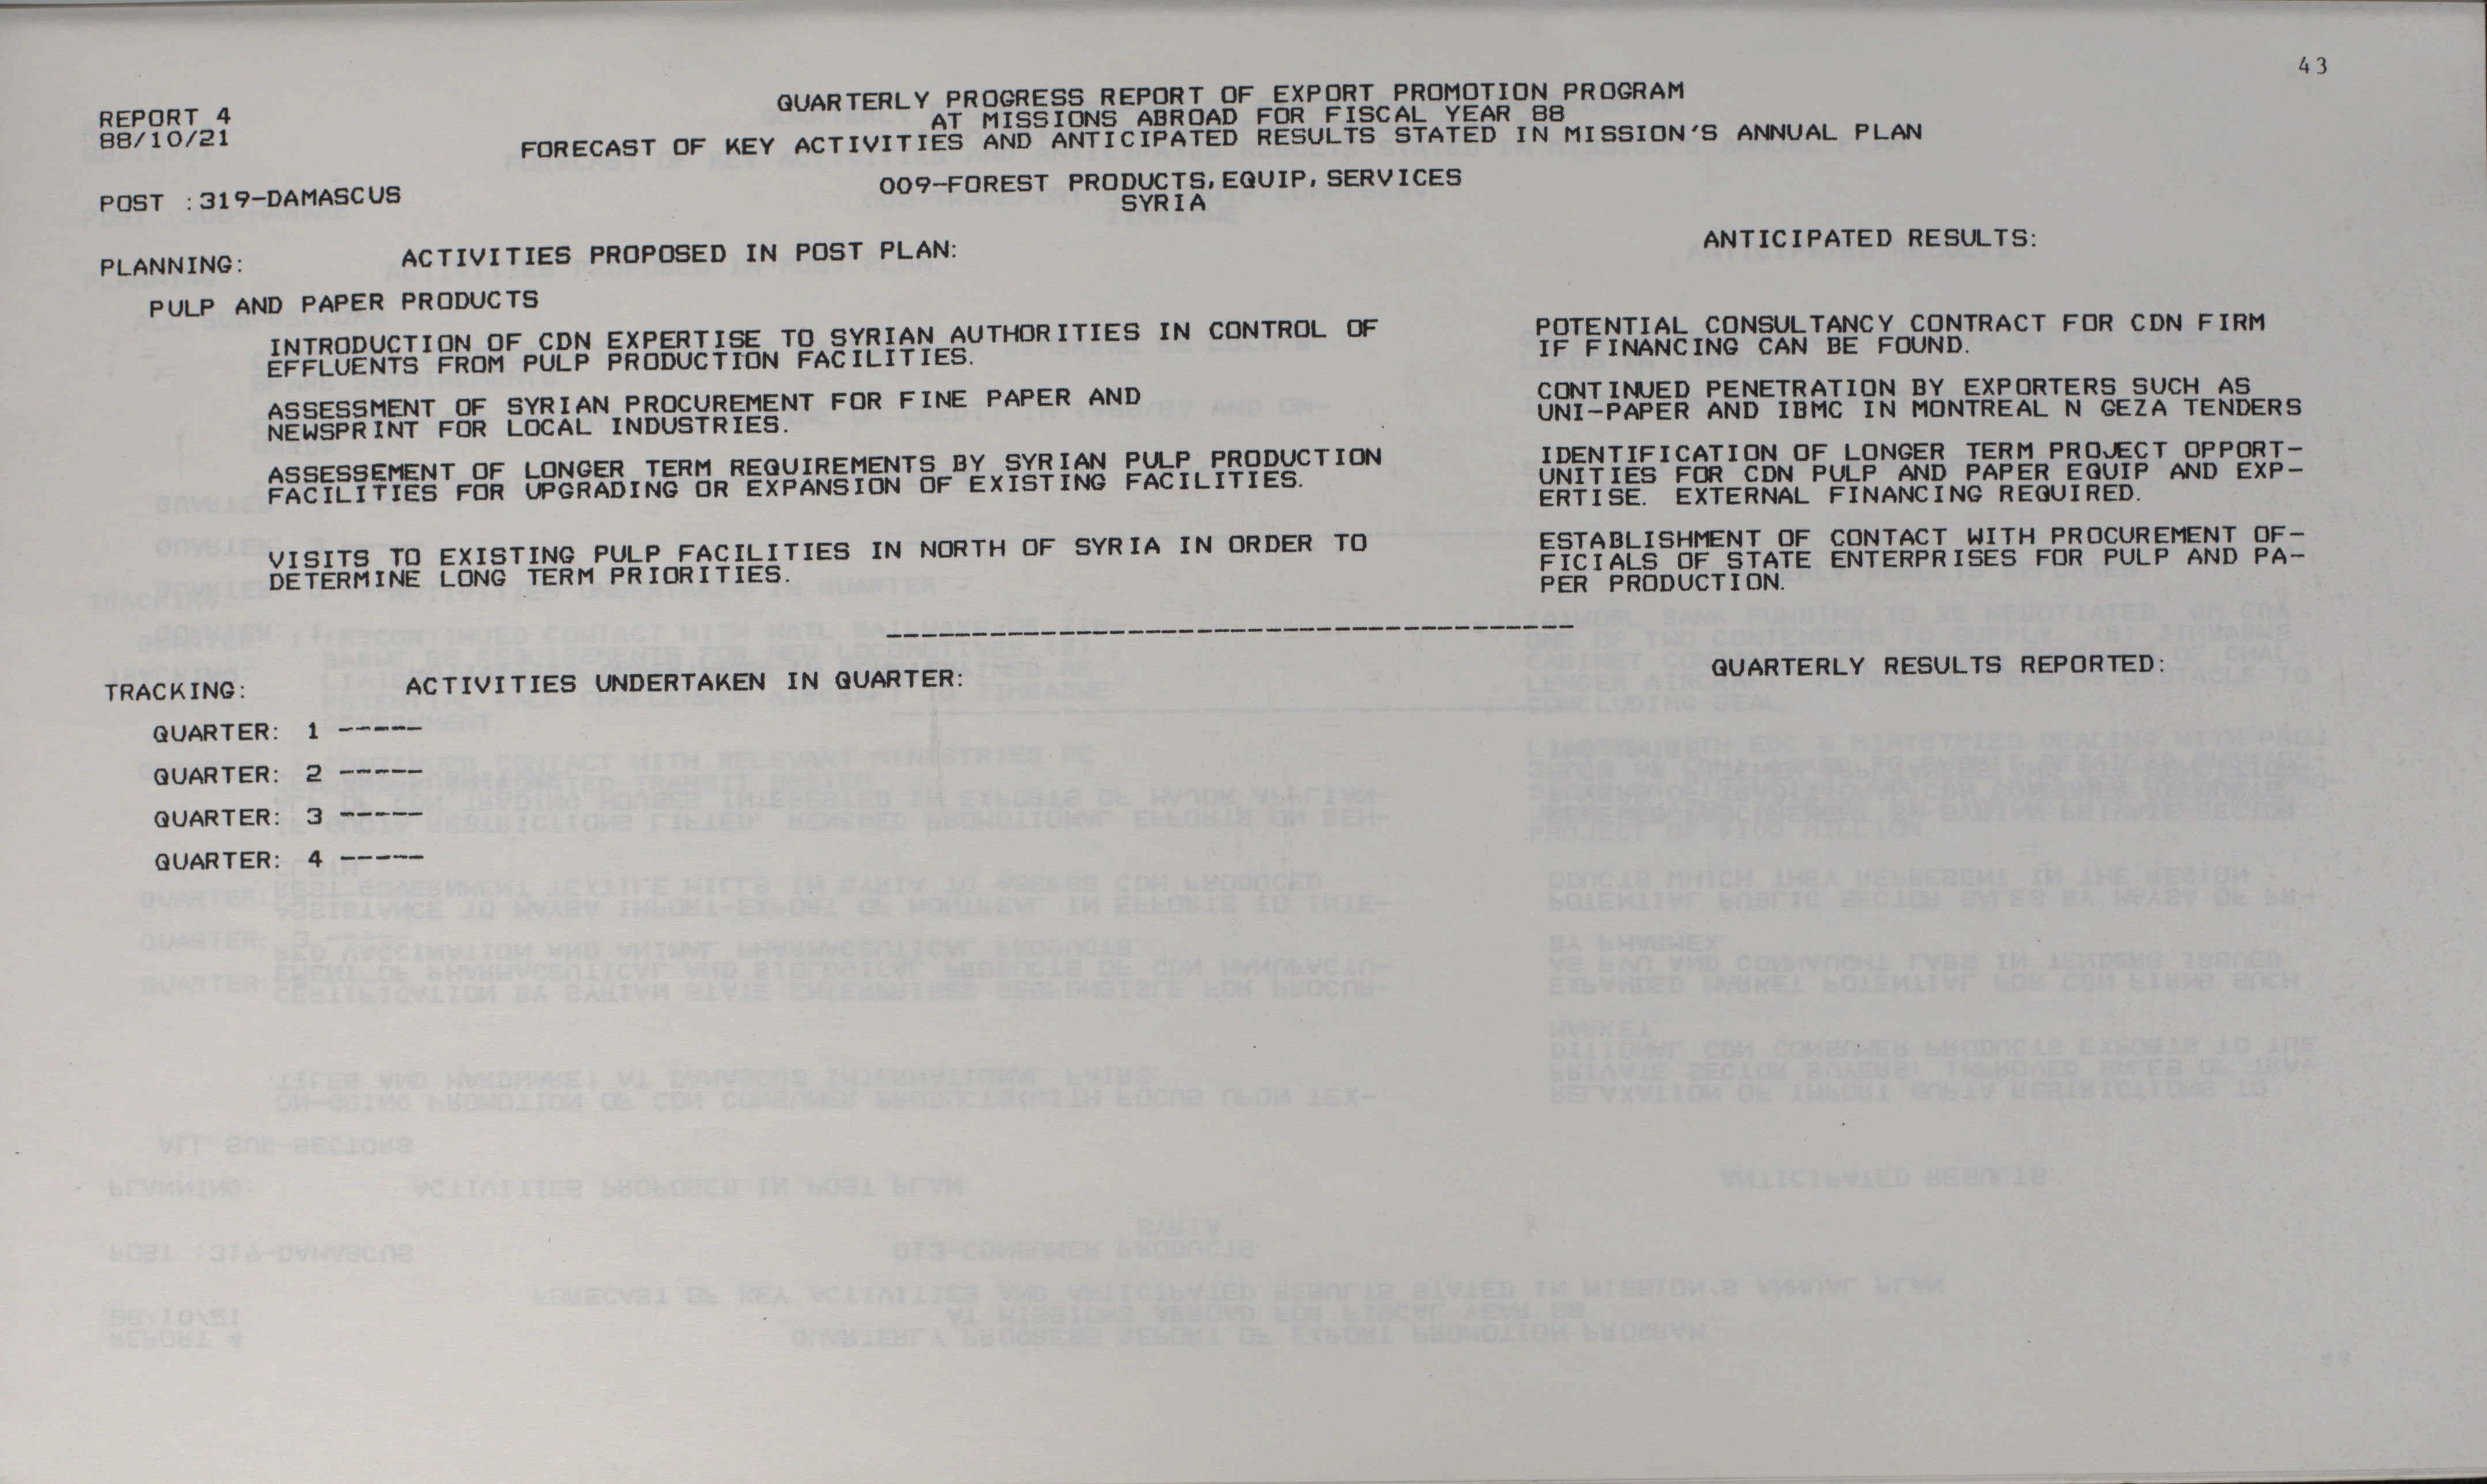 43
REPORT 4
88/10/21
QUARTERLY PROGRESS REPORT OF EXPORT PROMOTION PROGRAM
AT MISSIONS ABROAD FOR FISCAL YEAR 88
FORECAST OF KEY ACTIVITIES AND ANTICIPATED RESULTS STATED IN MISSION'S ANNUAL PLAN
POST :319-DAMASCUS
009-FOREST PRODUCTS,EQUIP,SERVICES
SYRIA
PLANNING:
ACTIVITIES PROPOSED IN POST PLAN:
ANTICIPATED RESULTS:
PULP AND PAPER PRODUCTS
INTRODUCTION OF CDN EXPERTISE TO SYRIAN AUTHORITIES IN CONTROL OF
EFFLUENTS FROM PULP PRODUCTION FACILITIES.
POTENTIAL CONSULTANCY CONTRACT FOR CDN FIRM
IF FINANCING CAN BE FOUND.
ASSESSMENT OF SYRIAN PROCUREMENT FOR FINE PAPER AND
NEWSPRINT FOR LOCAL INDUSTRIES.
CONTINUED PENETRATION BY EXPORTERS SUCH AS
UNI-PAPER AND IBMC IN MONTREAL N GEZA TENDERS
ASSESSEMENT OF LONGER TERM REQUIREMENTS BY SYRIAN PULP PRODUCTION
FACILITIES FOR UPGRADING OR EXPANSION OF EXISTING FACILITIES.
IDENTIFICATION OF LONGER TERM PROJECT OPPORT-
UNITIES FOR CDN PULP AND PAPER EQUIP AND EXP-
ERTISE. EXTERNAL FINANCING REQUIRED.
VISITS TO EXISTING PULP FACILITIES IN NORTH OF SYRIA IN ORDER TO
DETERMINE LONG TERM PRIORITIES.
ESTABLISHMENT OF CONTACT WITH PROCUREMENT OF-
FICIALS OF STATE ENTERPRISES FOR PULP AND PA-
PER PRODUCTION.
TRACKING:
ACTIVITIES UNDERTAKEN IN QUARTER:
QUARTERLY RESULTS REPORTED:
QUARTER: 1 -----
QUARTER: 2 -----
QUARTER: 3 -----
QUARTER: 4 -----